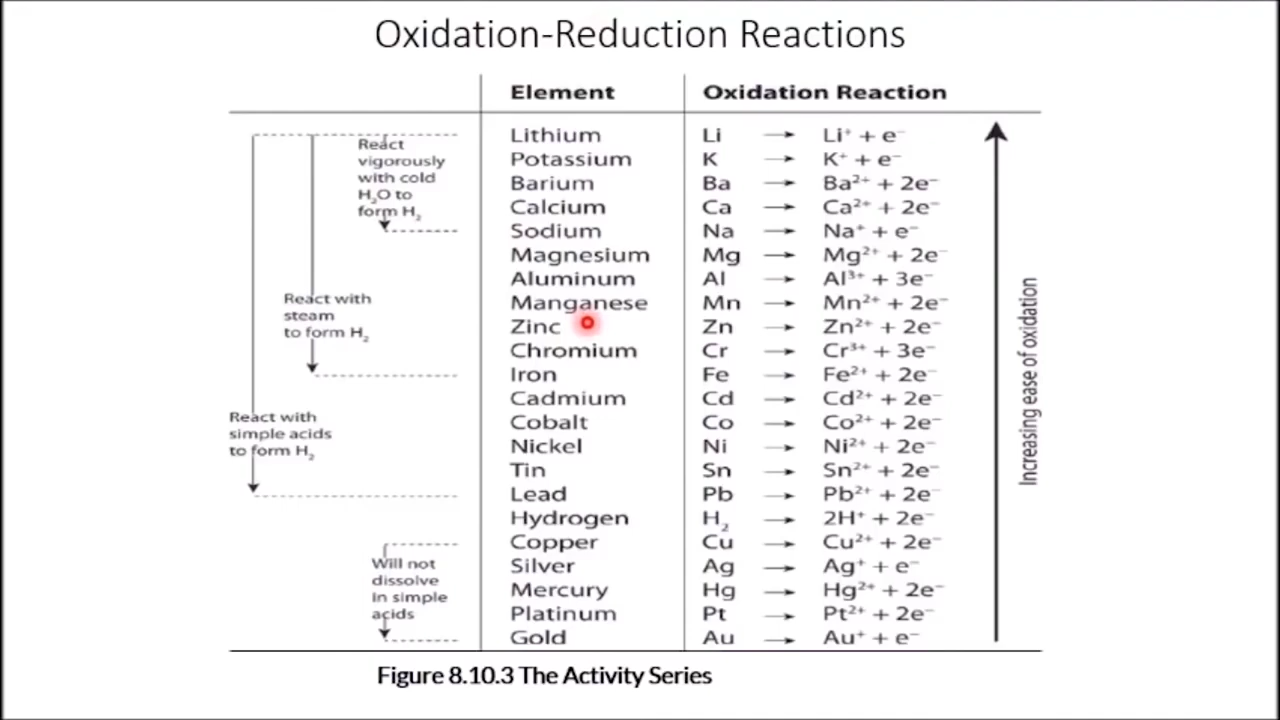 Oxidation-Reduction Reactions
Element Oxidation Reaction
React
vigorously
with cold
H₂O to
form H₂
React with
steam
to form H₂
React with
simple acids
to form H₂
Will not
dissolve
in simple
acids
Lithium Li → Li⁺ + e⁻
Potassium K → K⁺ + e⁻
Barium Ba → Ba²⁺ + 2e⁻
Calcium Ca → Ca²⁺ + 2e⁻
Sodium Na → Na⁺ + e⁻
Magnesium Mg → Mg²⁺ + 2e⁻
Aluminum Al → Al³⁺ + 3e⁻
Manganese Mn → Mn²⁺ + 2e⁻
Zinc Zn → Zn²⁺ + 2e⁻
Chromium Cr → Cr³⁺ + 3e⁻
Iron Fe → Fe²⁺ + 2e⁻
Cadmium Cd → Cd²⁺ + 2e⁻
Cobalt Co → Co²⁺ + 2e⁻
Nickel Ni → Ni²⁺ + 2e⁻
Tin Sn → Sn²⁺ + 2e⁻
Lead Pb → Pb²⁺ + 2e⁻
Hydrogen H₂ → 2H⁺ + 2e⁻
Copper Cu → Cu²⁺ + 2e⁻
Silver Ag → Ag⁺ + e⁻
Mercury Hg → Hg²⁺ + 2e⁻
Platinum Pt → Pt²⁺ + 2e⁻
Gold Au → Au⁺ + e⁻
Increasing ease of oxidation
Figure 8.10.3 The Activity Series